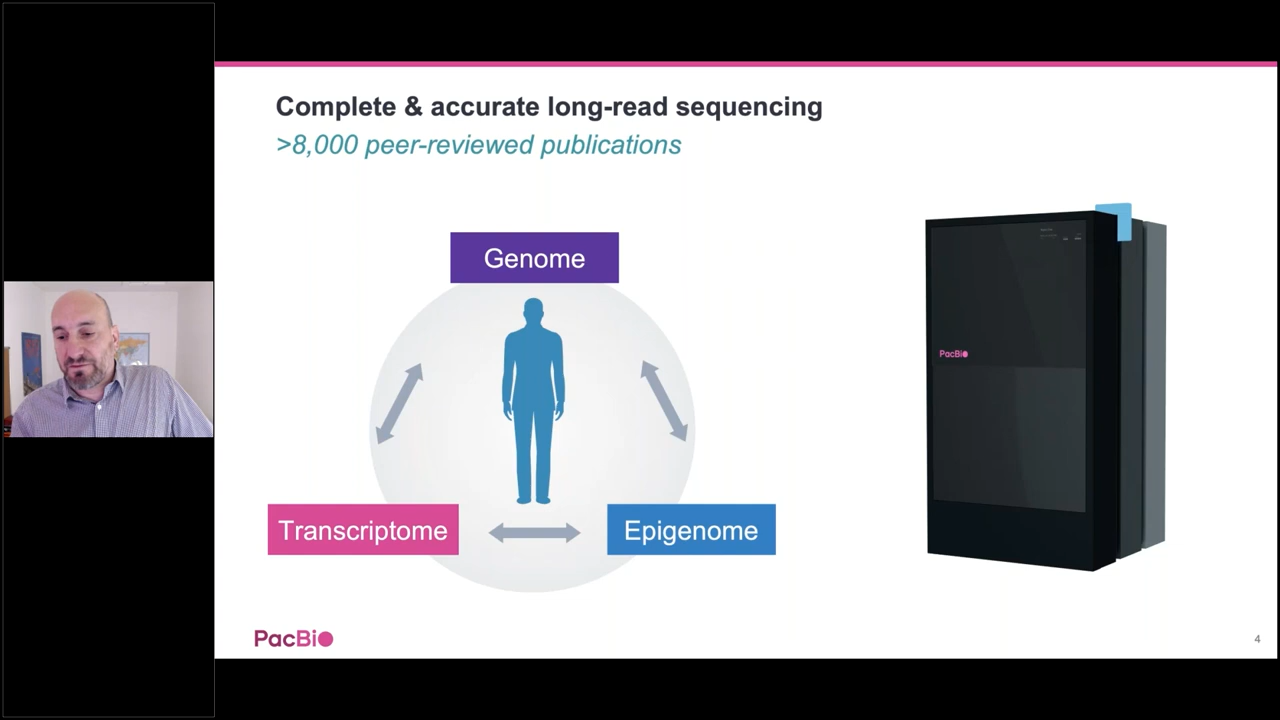 Complete & accurate long-read sequencing
>8,000 peer-reviewed publications
Genome
PacBio
Transcriptome
Epigenome
PacBio
4